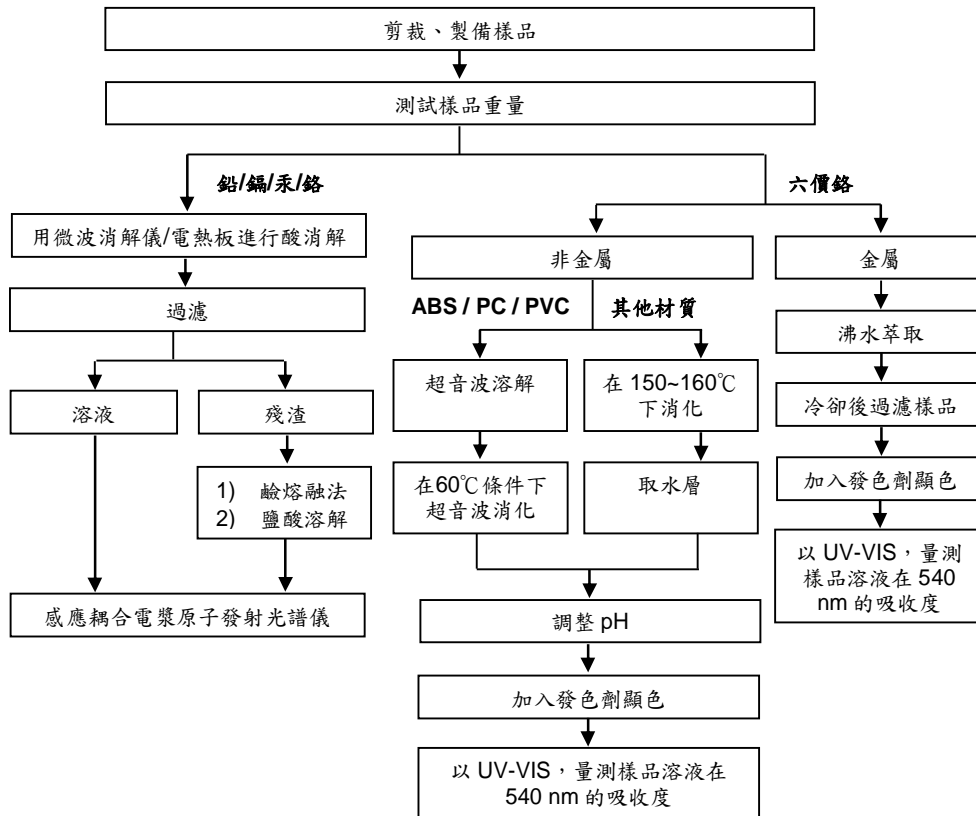 剪裁、製備樣品
測試樣品重量
鉛/鎘/汞/鉻
六價鉻
用微波消解儀/電熱板進行酸消解
非金屬
金屬
過濾
ABS / PC / PVC
其他材質
沸水萃取
溶液
殘渣
超音波溶解
在 150~160℃
下消化
冷卻後過濾樣品
1) 鹼熔融法
2) 鹽酸溶解
在60℃條件下
超音波消化
取水層
加入發色劑顯色
以 UV-VIS，量測
樣品溶液在 540
nm 的吸收度
感應耦合電漿原子發射光譜儀
調整 pH
加入發色劑顯色
以 UV-VIS，量測樣品溶液在
540 nm 的吸收度